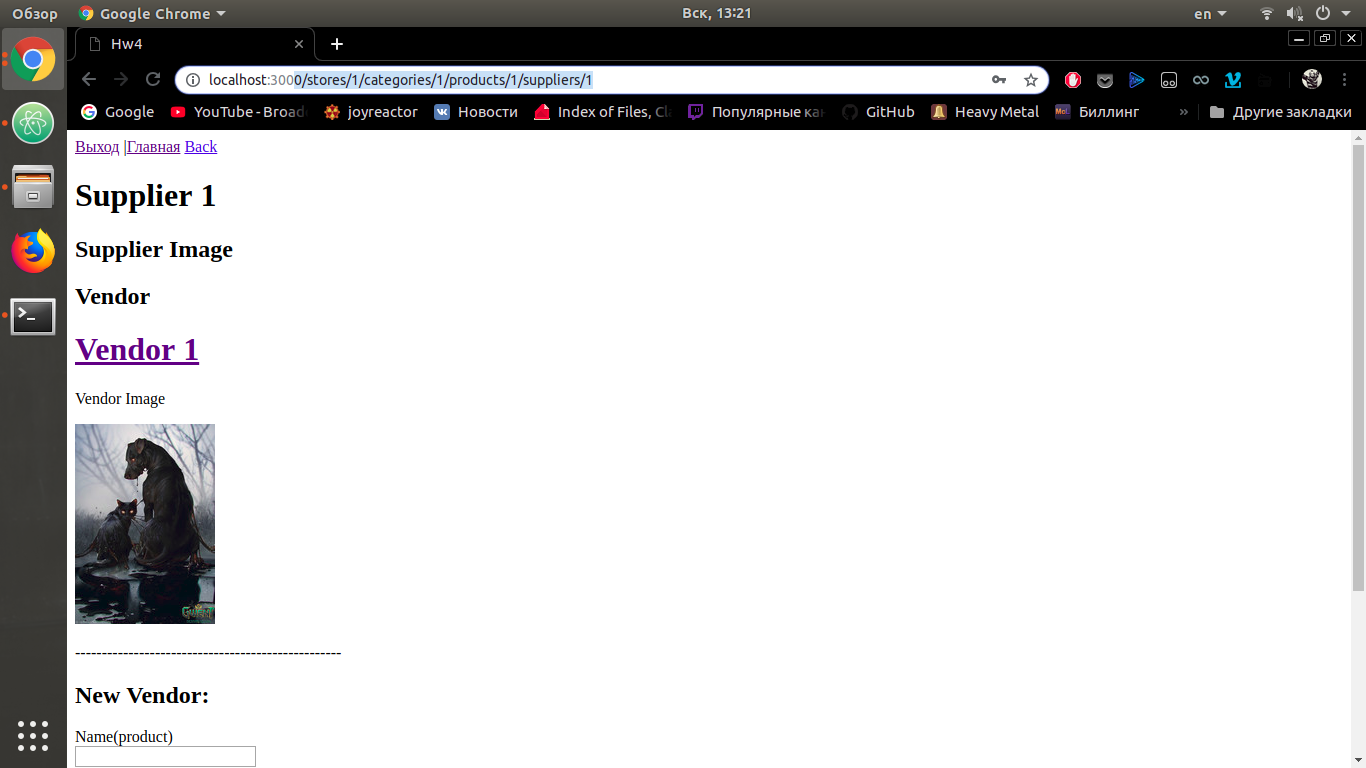 Обзор Google Chrome Вск, 13:21 en
Hw4
localhost:3000/stores/1/categories/1/products/1/suppliers/1
Google YouTube - Broad joyreactor Новости Index of Files, Cla Популярные ка GitHub Heavy Metal Биллинг » Другие закладки
Выход |Главная Back
Supplier 1
Supplier Image
Vendor
Vendor 1
Vendor Image
GWENT
--------------------------------------------------
New Vendor:
Name(product)